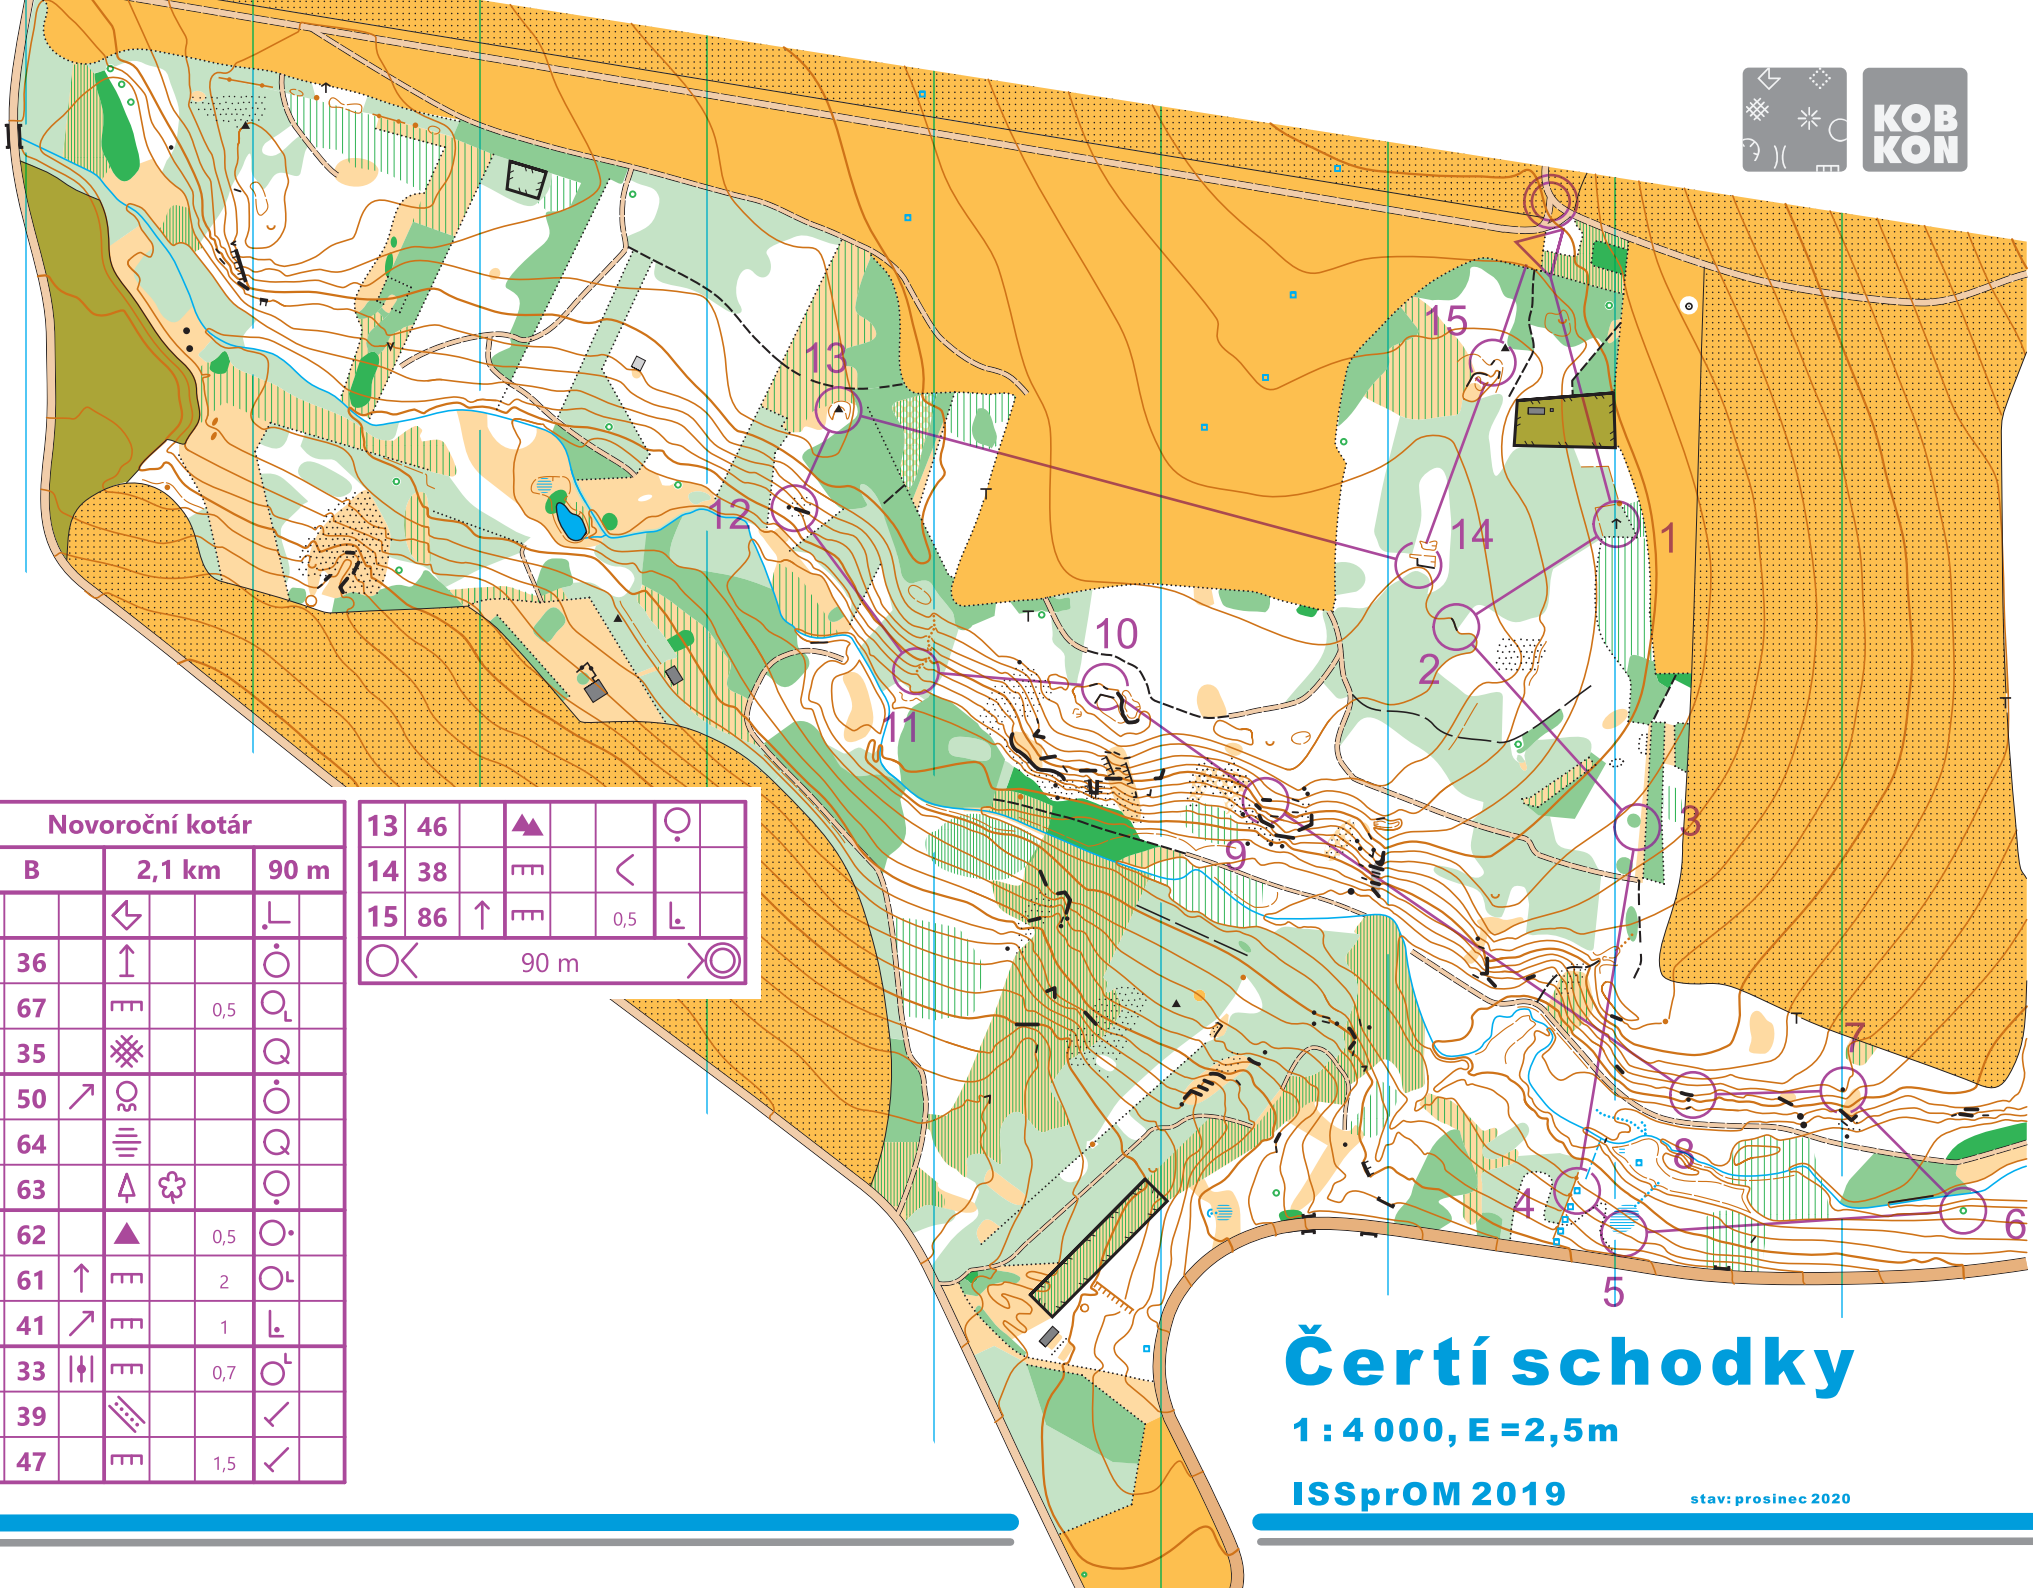 KOB
KON
15
13
12
14
1
10
2
11
3
9
7
8
4
6
5
Novoroční kotár
B 2,1 km 90 m
36
67 0,5
35
50
64
63
62 0,5
61 2
41 1
33 0,7
39
47 1,5
13 46
14 38
15 86 0,5
90 m
Čertí schodky
1 : 4 000, E =2,5m
ISSprOM 2019
stav: prosinec 2020